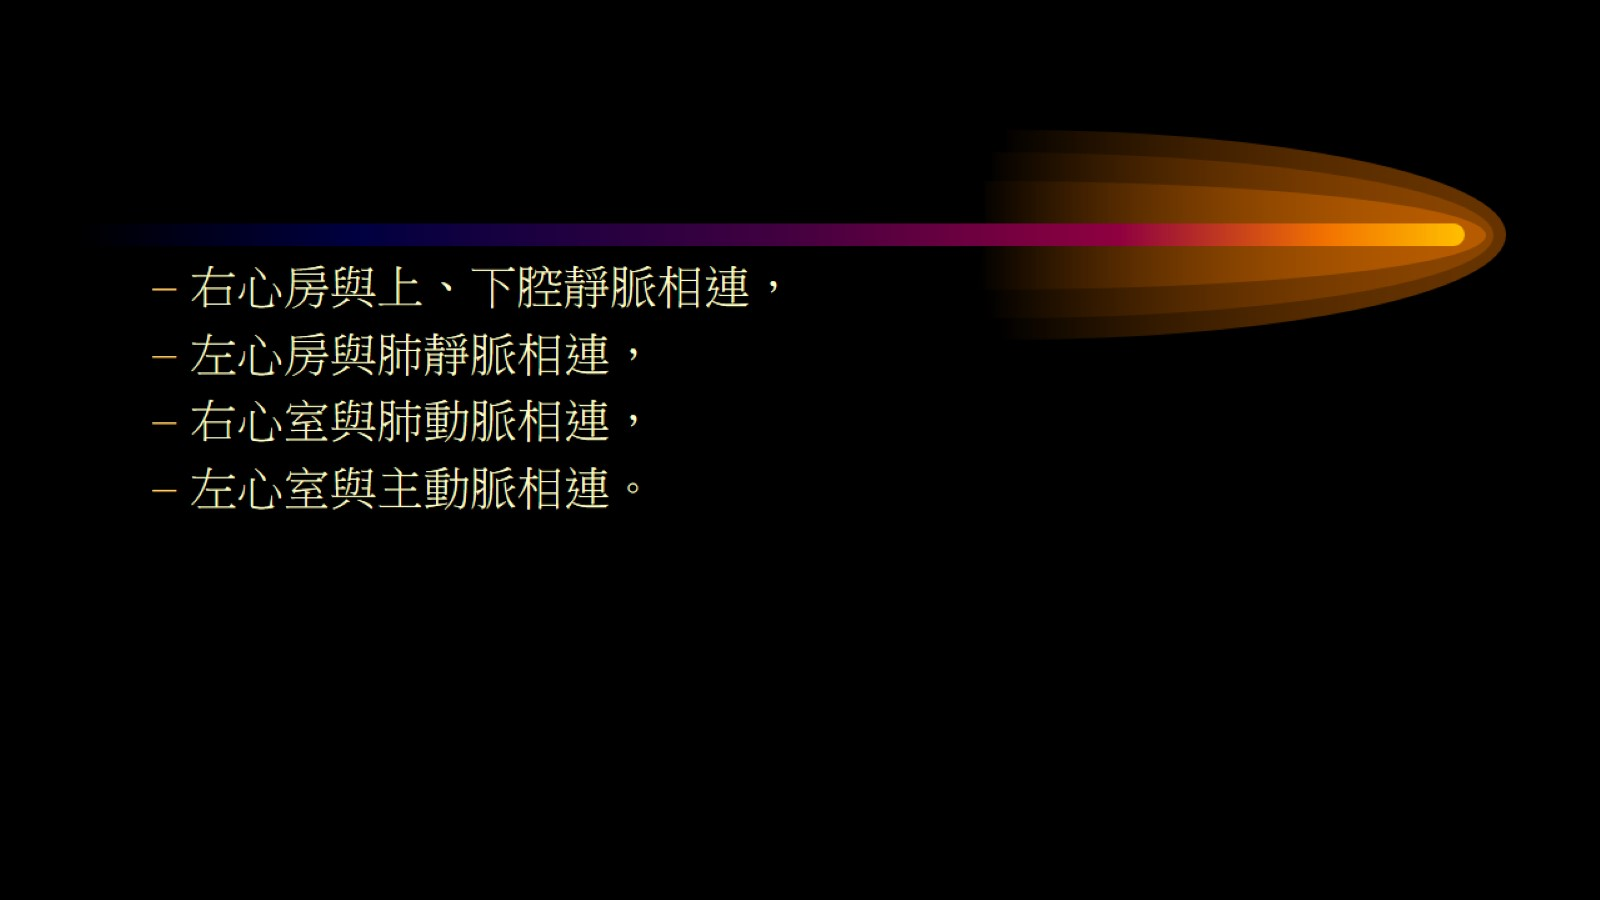 – 右心房與上、下腔靜脈相連，
– 左心房與肺靜脈相連，
– 右心室與肺動脈相連，
– 左心室與主動脈相連。